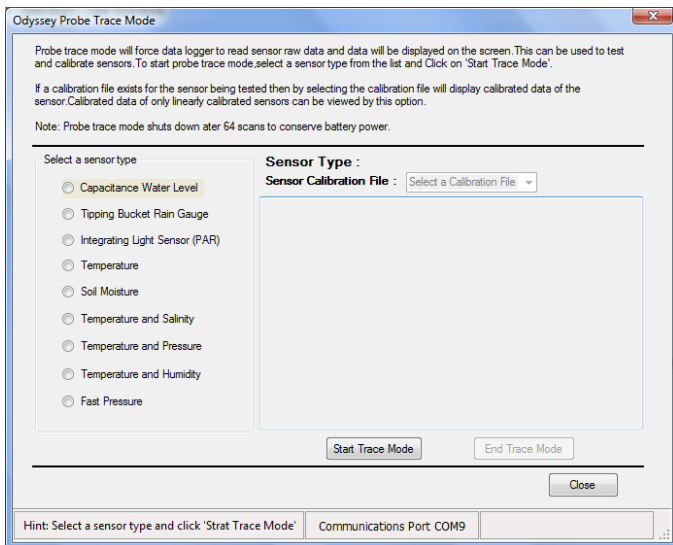 Odyssey Probe Trace Mode
Probe trace mode will force data logger to read sensor raw data and data will be displayed on the screen.This can be used to test
and calibrate sensors.To start probe trace mode,select a sensor type from the list and Click on 'Start Trace Mode'.
If a calibration file exists for the sensor being tested then by selecting the calibration file will display calibrated data of the
sensor.Calibrated data of only linearly calibrated sensors can be viewed by this option.
Note: Probe trace mode shuts down ater 64 scans to conserve battery power.
Select a sensor type
Capacitance Water Level
Tipping Bucket Rain Gauge
Integrating Light Sensor (PAR)
Temperature
Soil Moisture
Temperature and Salinity
Temperature and Pressure
Temperature and Humidity
Fast Pressure
Sensor Type :
Sensor Calibration File : Select a Calibration File
Start Trace Mode End Trace Mode
Close
Hint: Select a sensor type and click 'Strat Trace Mode' Communications Port COM9